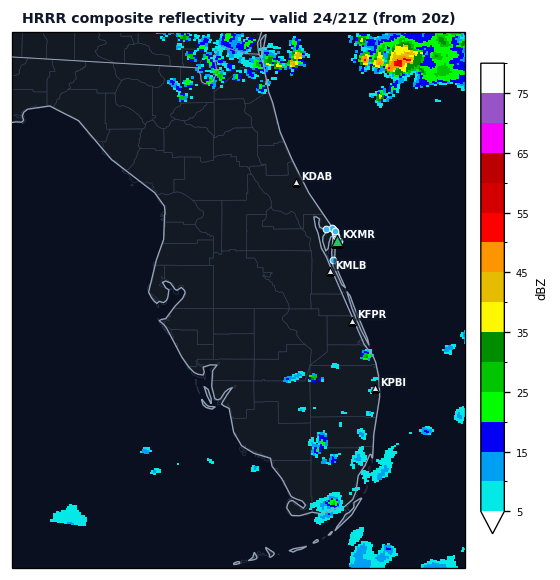 HRRR composite reflectivity — valid 24/21Z (from 20z)
KDAB
KXMR
KMLB
KFPR
KPBI
75
65
55
45
35
25
15
5
dBZ